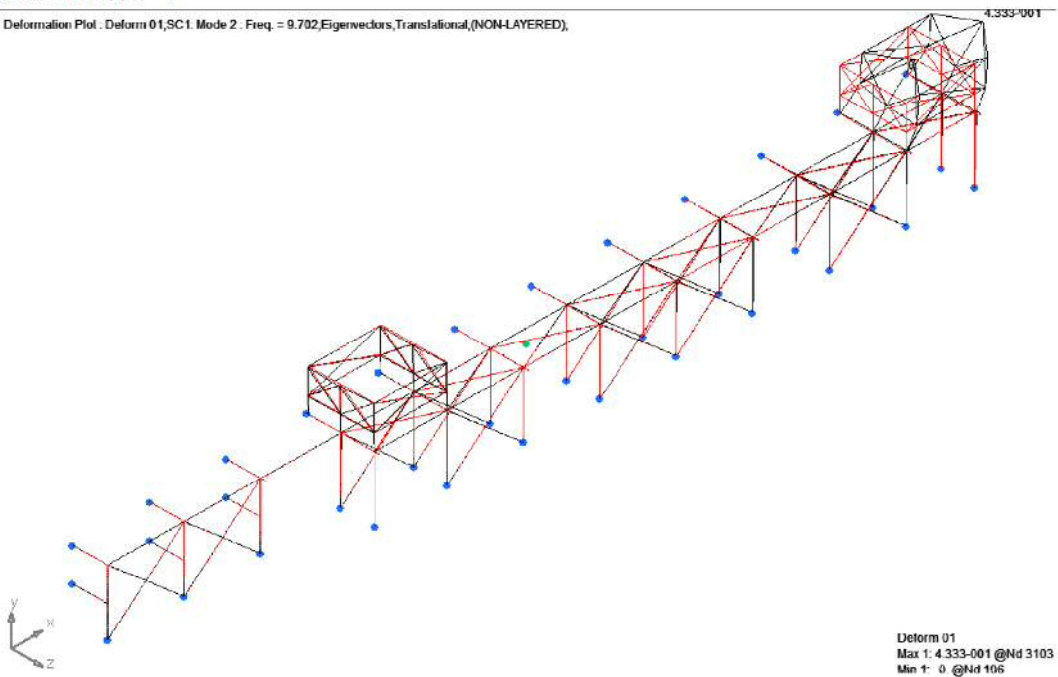 Deformation Plot : Deform 01,SC1: Mode 2 : Freq. = 9.702,Eigenvectors,Translational,(NON-LAYERED);
4.333-001
y
x
z
Deform 01
Max 1: 4.333-001 @Nd 3103
Min 1: 0. @Nd 106